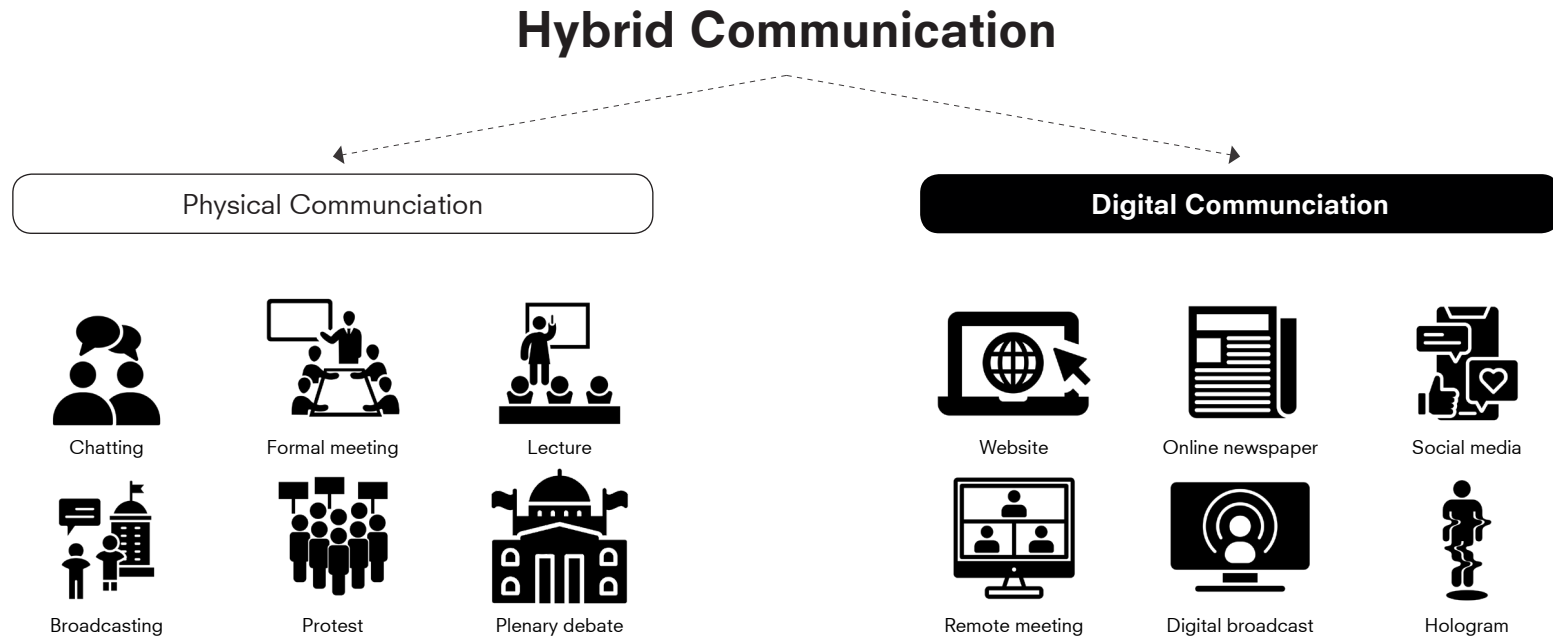 Hybrid Communication
Physical Communciation
Digital Communciation
Chatting
Formal meeting
Lecture
Website
Online newspaper
Social media
Broadcasting
Protest
Plenary debate
Remote meeting
Digital broadcast
Hologram